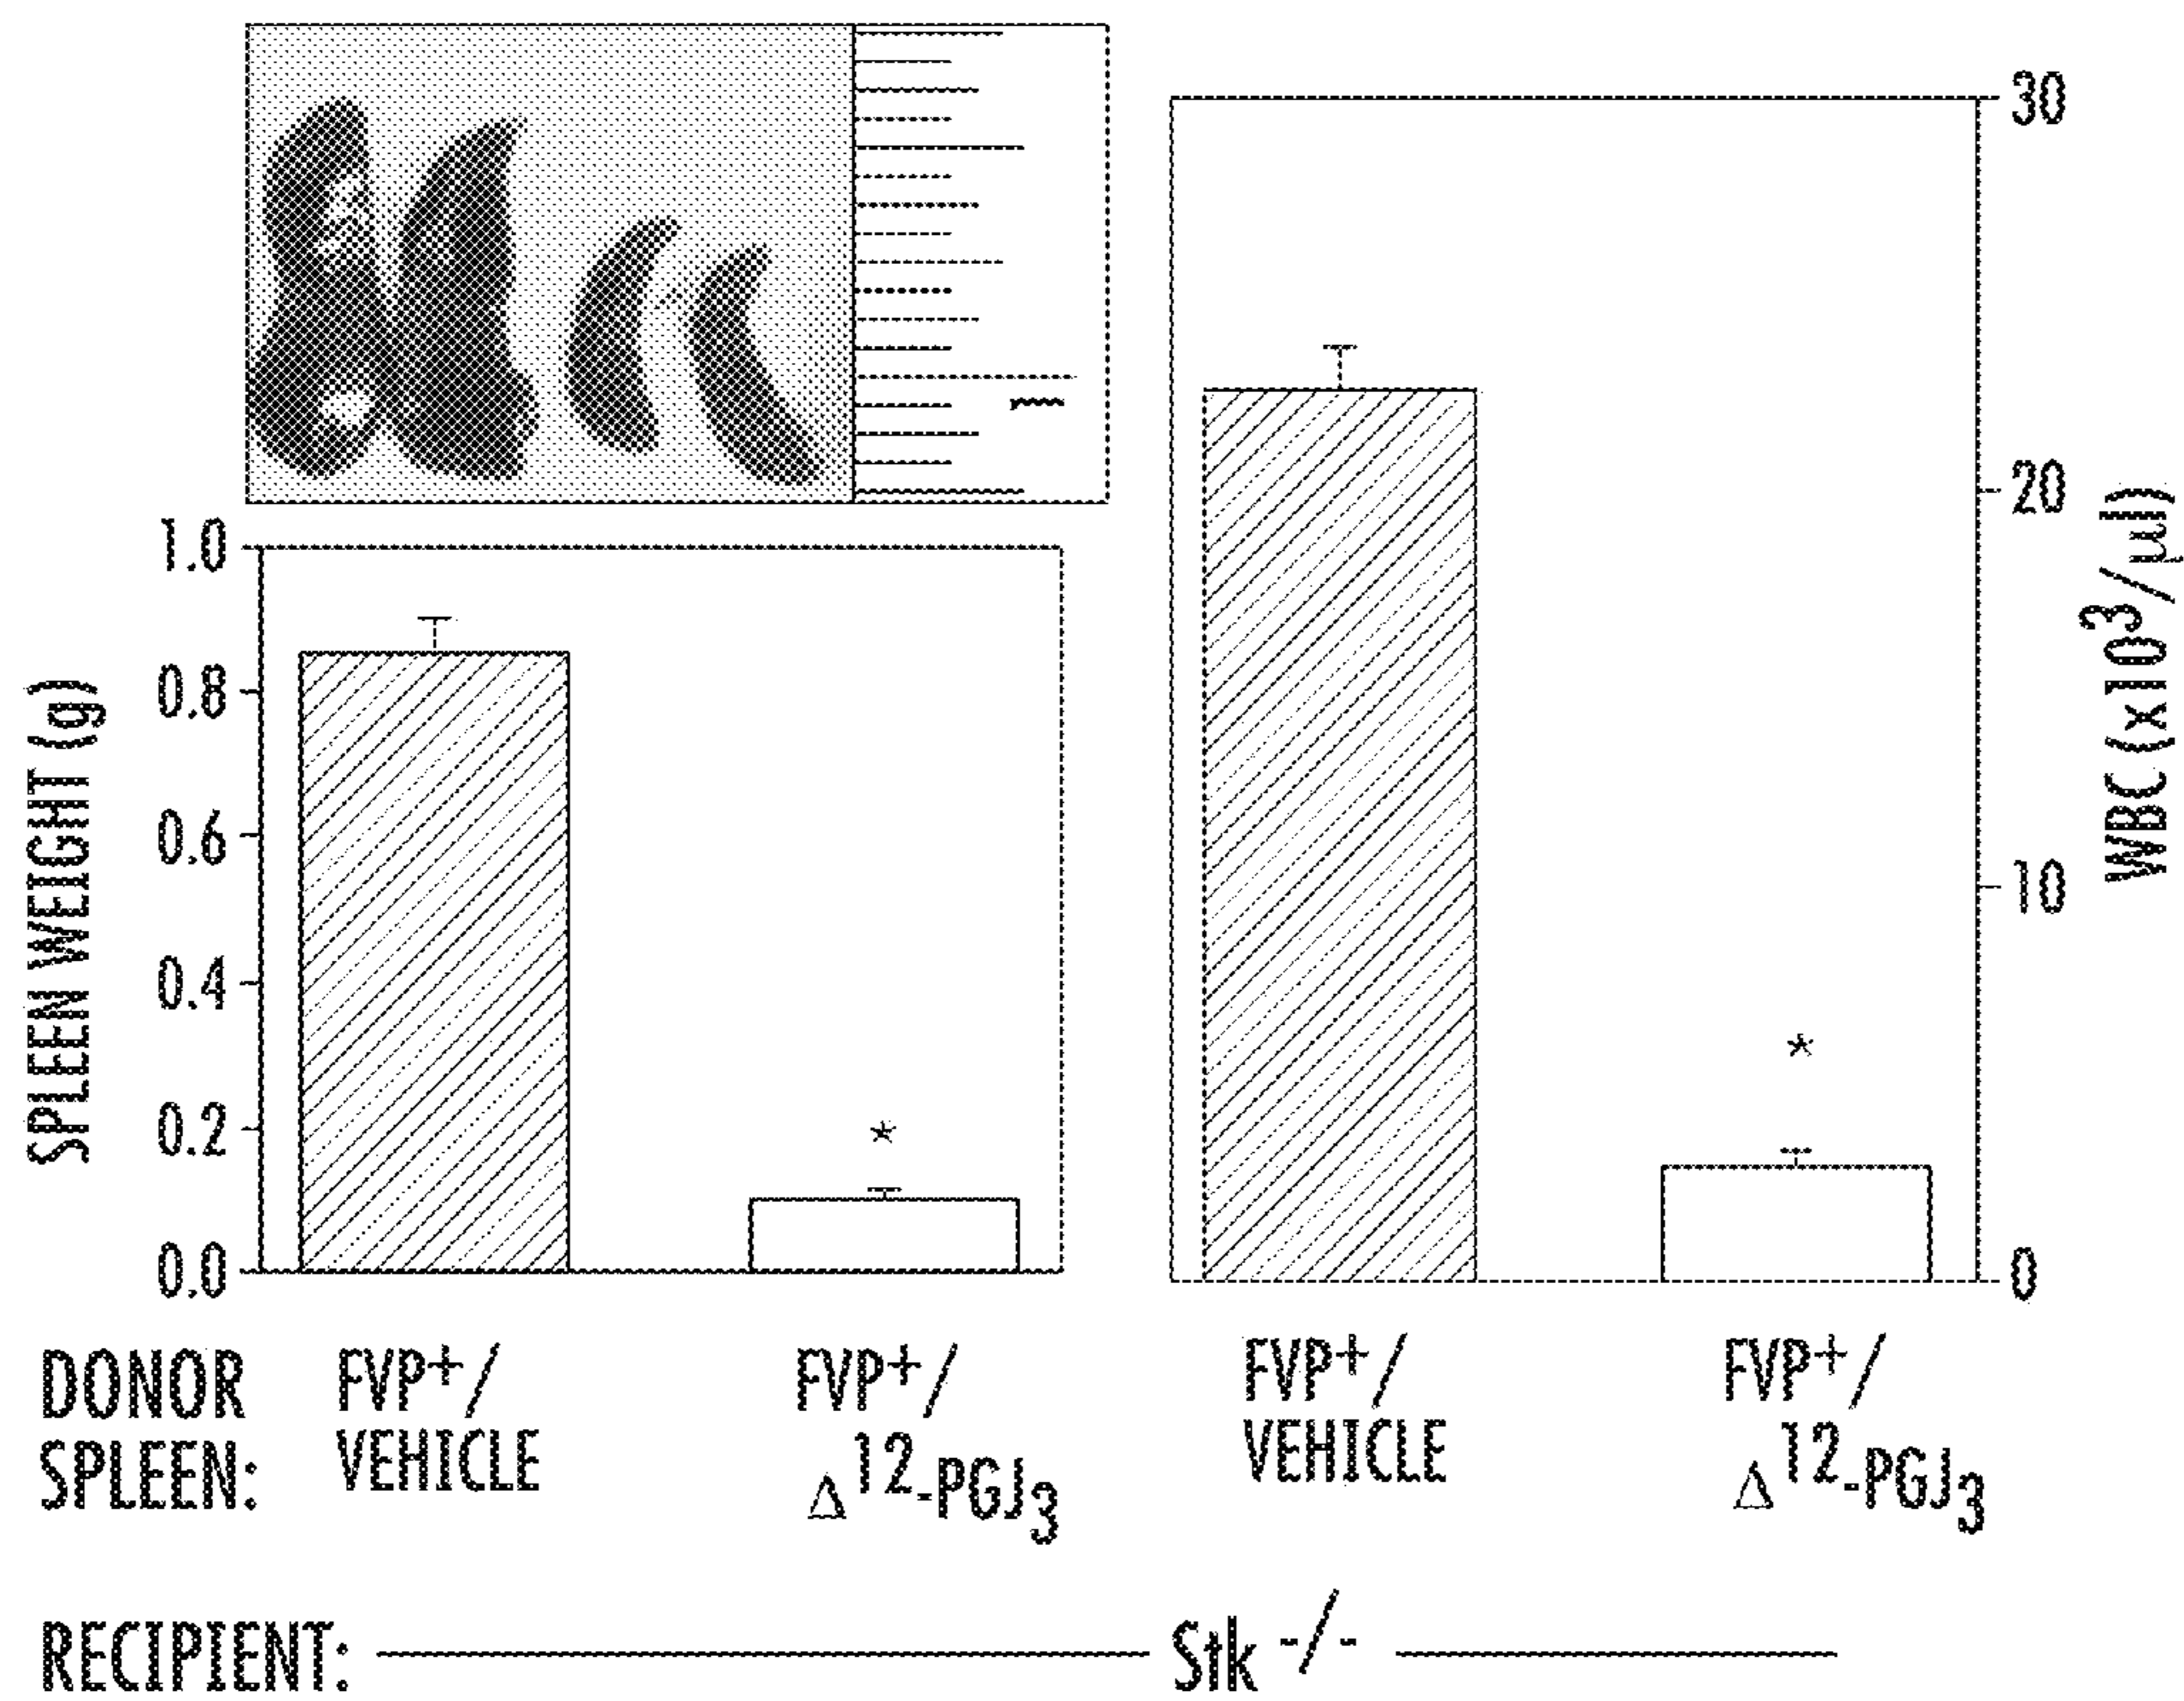 1.0
0.8
0.6
0.4
0.2
0.0
SPLEEN WEIGHT (g)
*
30
20
10
0
WBC (x10³/µl)
*
DONOR
SPLEEN:
FVP⁺/
VEHICLE
FVP⁺/
Δ¹²-PGJ₃
FVP⁺/
VEHICLE
FVP⁺/
Δ¹²-PGJ₃
RECIPIENT: Stk -/-